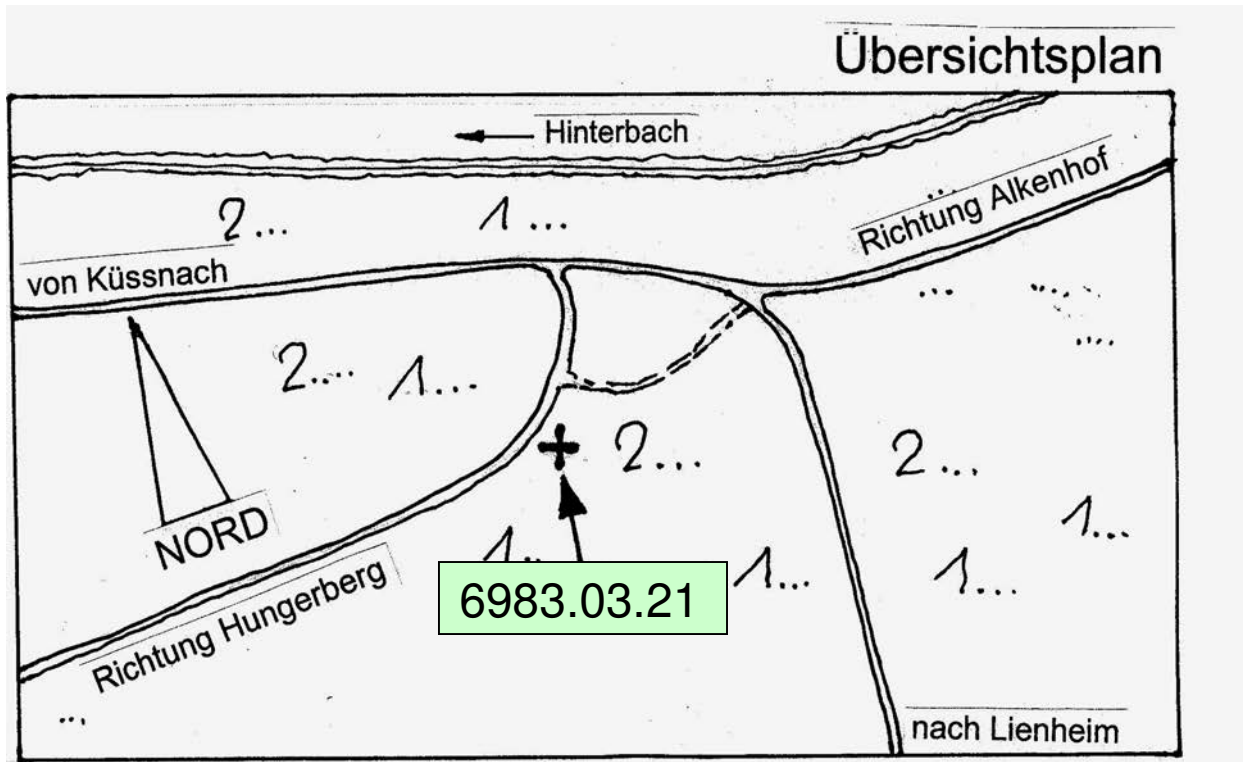 Übersichtsplan
Hinterbach
Richtung Alkenhof
2... 1...
von Küssnach
2.... 1...
2...
2...
NORD
1...
1...
6983.03.21
1...
1...
Richtung Hungerberg
nach Lienheim